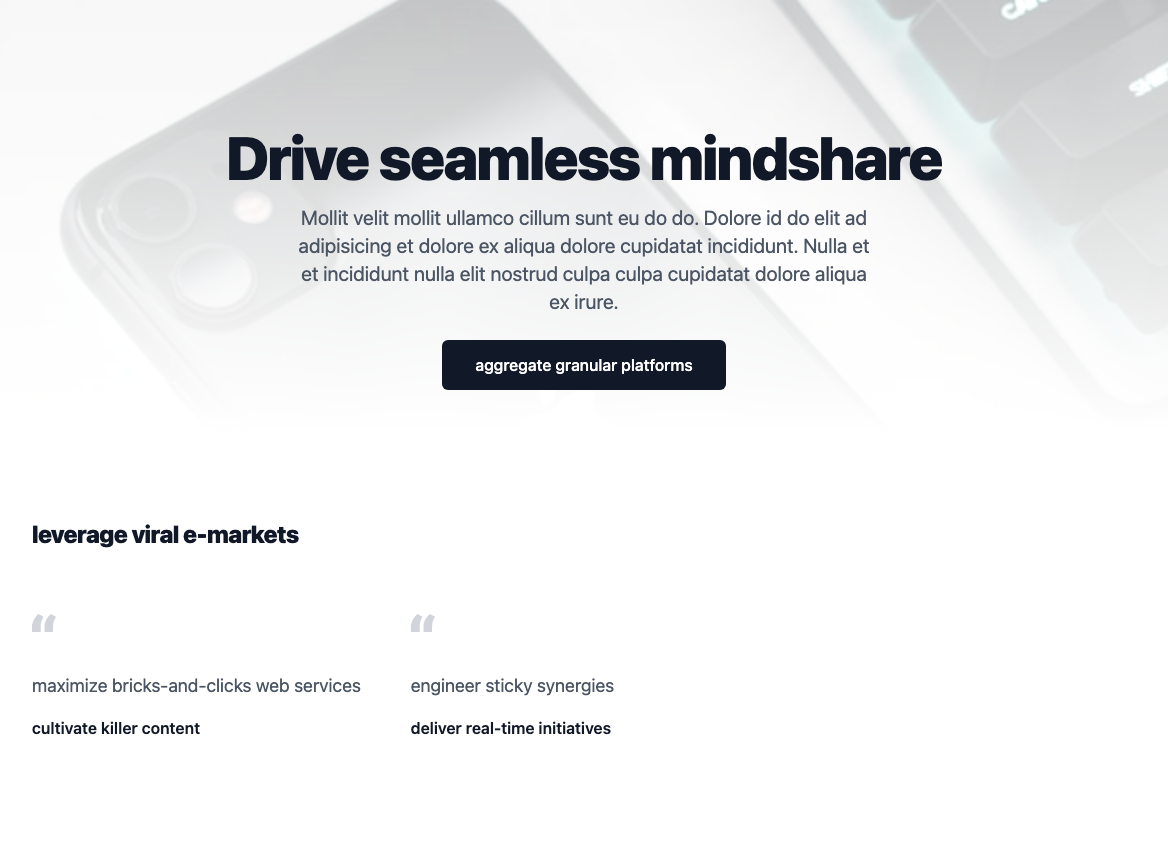 Drive seamless mindshare
Mollit velit mollit ullamco cillum sunt eu do do. Dolore id do elit ad
adipisicing et dolore ex aliqua dolore cupidatat incididunt. Nulla et
et incididunt nulla elit nostrud culpa culpa cupidatat dolore aliqua
ex irure.
aggregate granular platforms
leverage viral e-markets
“
“
maximize bricks-and-clicks web services
engineer sticky synergies
cultivate killer content
deliver real-time initiatives